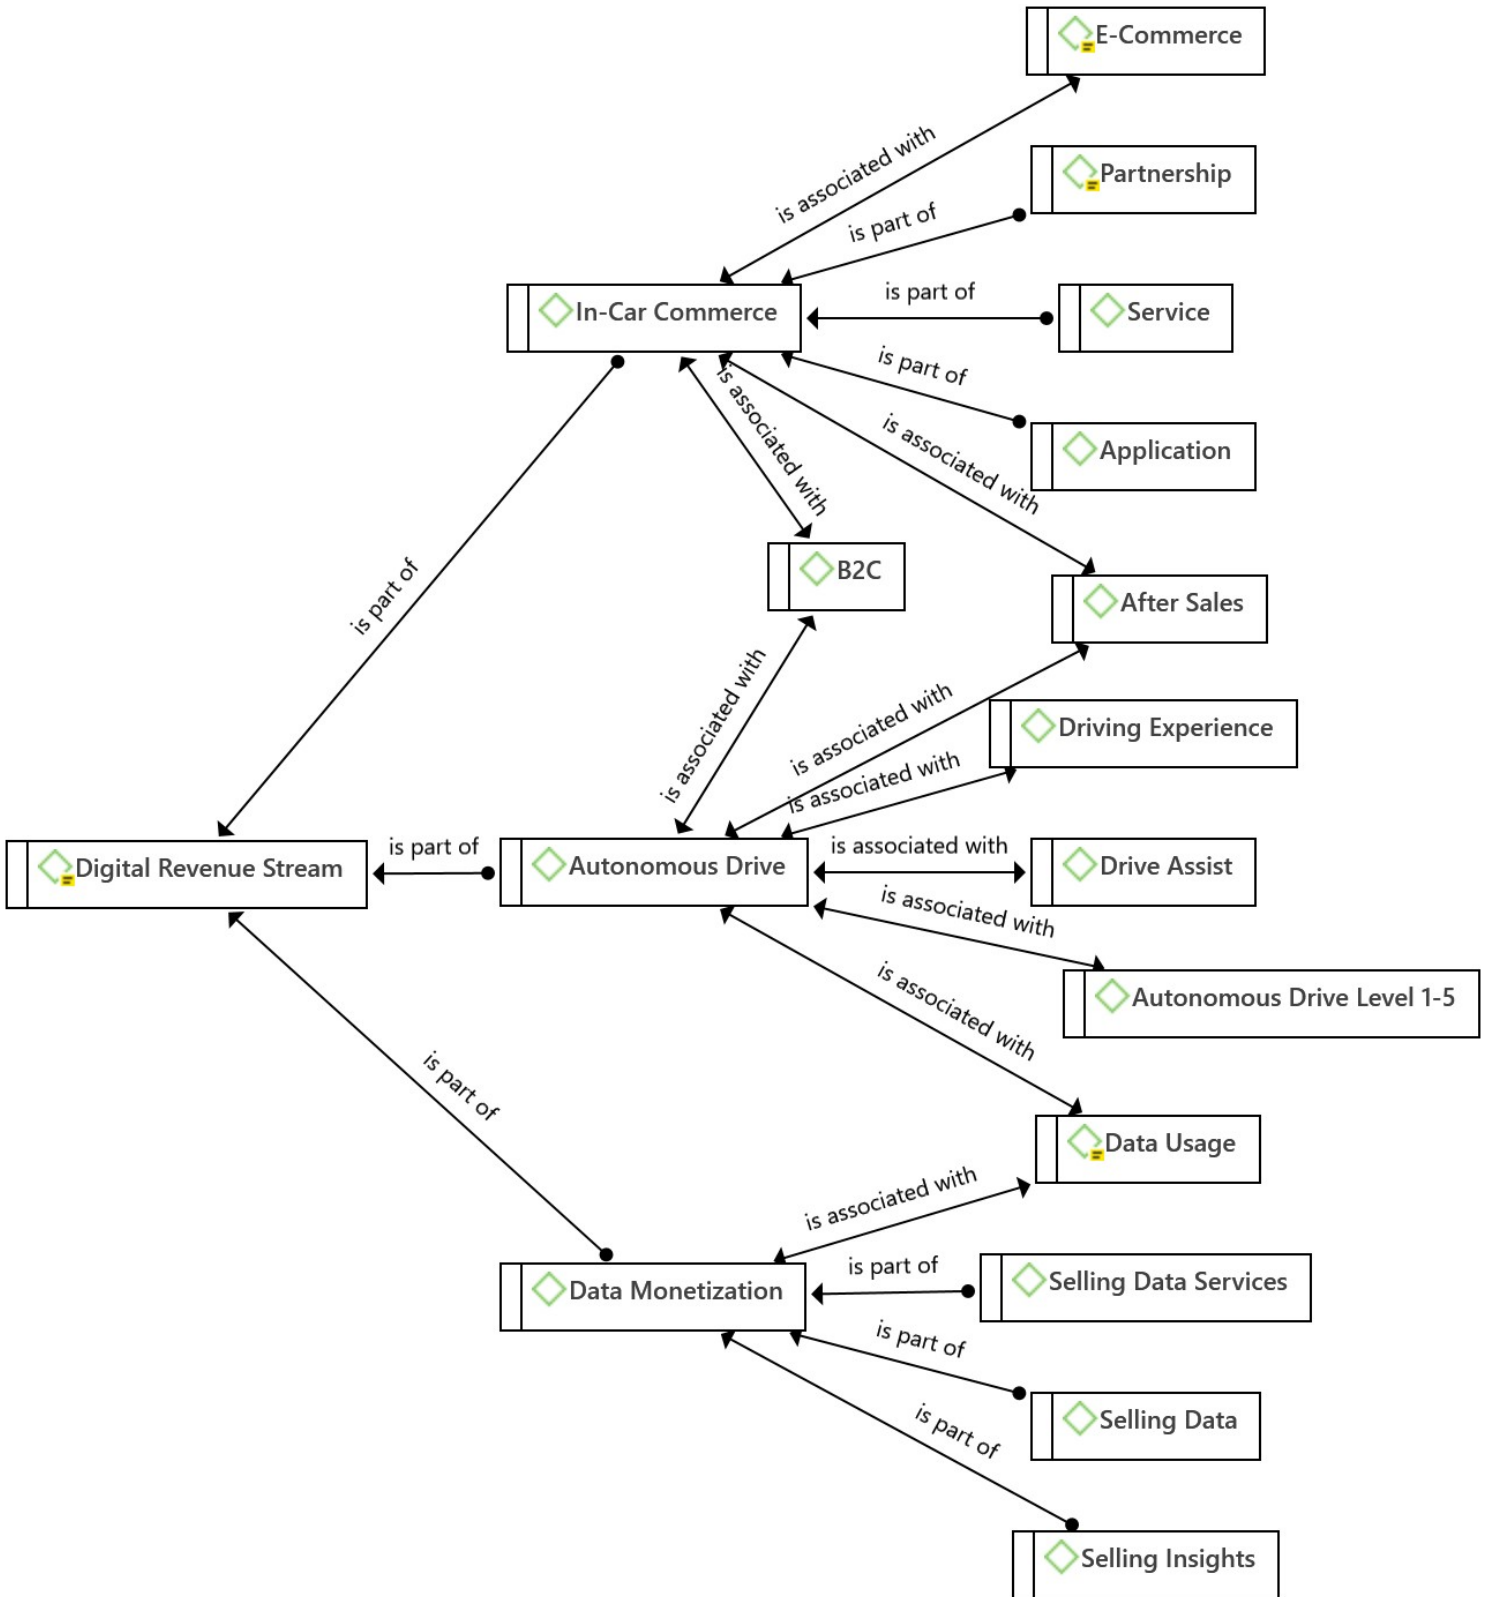 E-Commerce
is associated with
Partnership
is part of
In-Car Commerce
is part of
Service
is part of
Application
is associated with
is associated with
B2C
After Sales
is part of
is associated with
is associated with
Driving Experience
is associated with
Digital Revenue Stream
is part of
Autonomous Drive
is associated with
Drive Assist
is associated with
Autonomous Drive Level 1-5
is associated with
is part of
Data Usage
is associated with
Data Monetization
is part of
Selling Data Services
is part of
Selling Data
is part of
Selling Insights